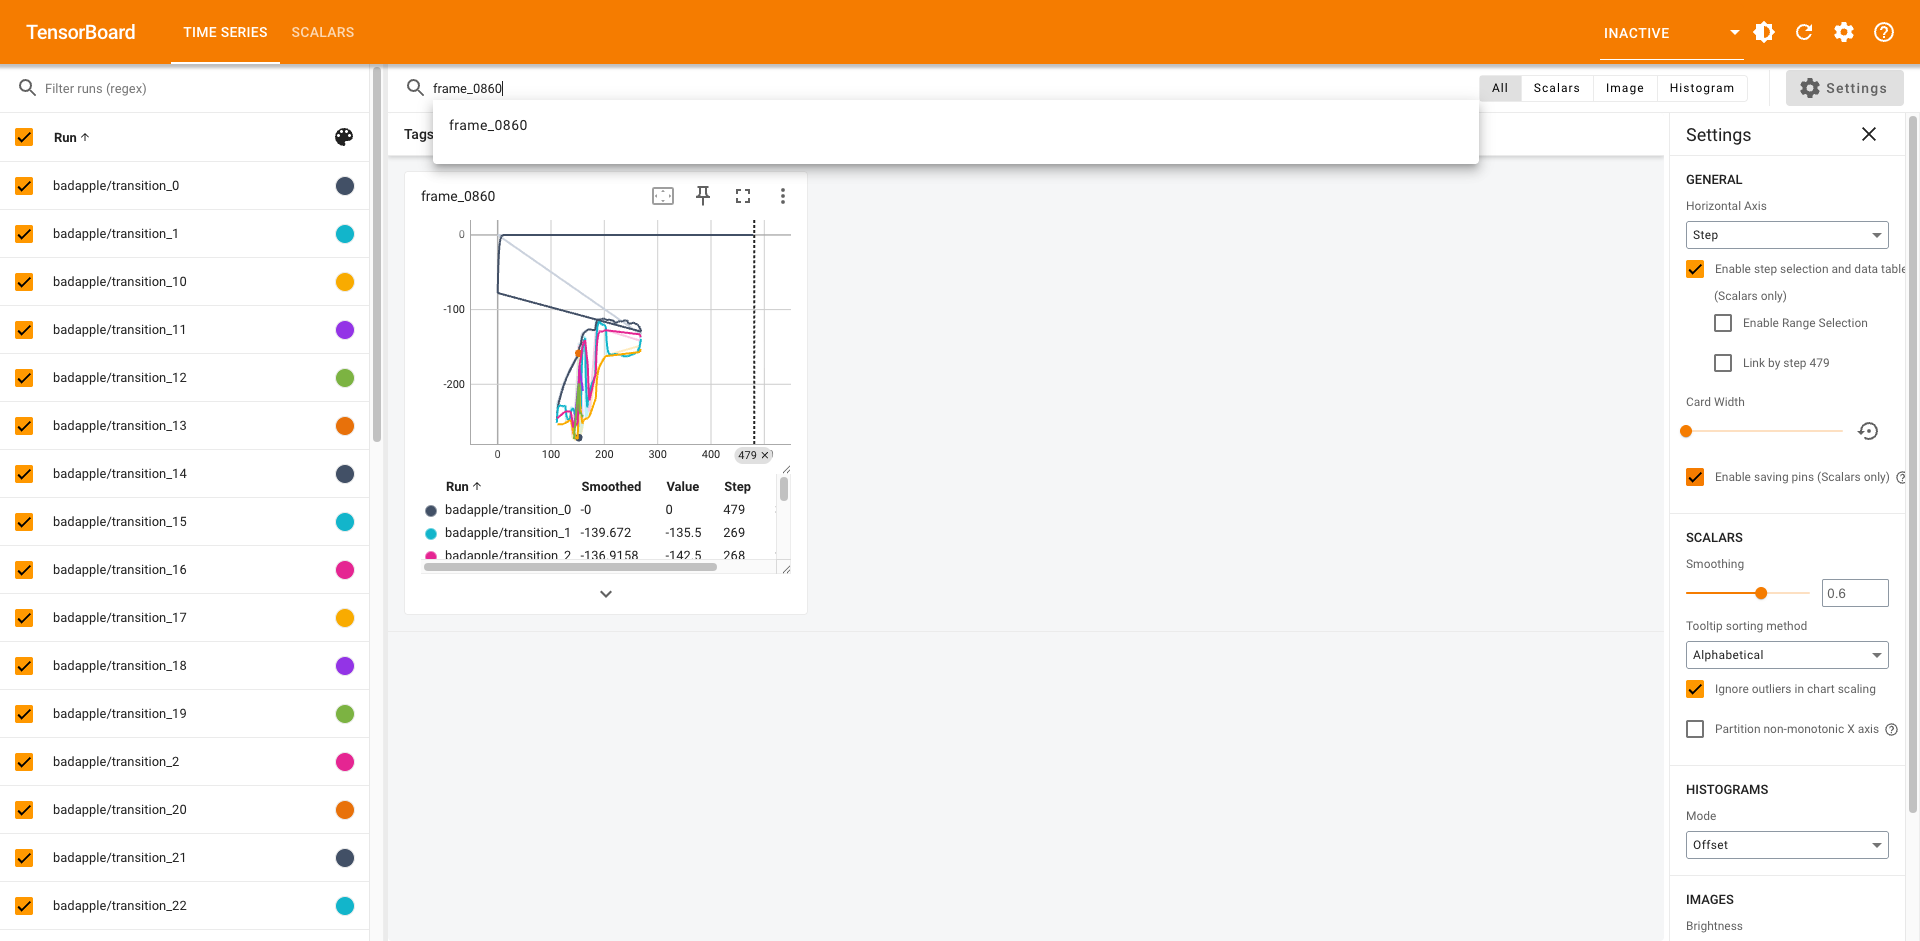 TensorBoard
TIME SERIES
SCALARS
INACTIVE
Filter runs (regex)
frame_0860
All
Scalars
Image
Histogram
Settings
frame_0860
Tags
Run
badapple/transition_0
badapple/transition_1
badapple/transition_10
badapple/transition_11
badapple/transition_12
badapple/transition_13
badapple/transition_14
badapple/transition_15
badapple/transition_16
badapple/transition_17
badapple/transition_18
badapple/transition_19
badapple/transition_2
badapple/transition_20
badapple/transition_21
badapple/transition_22
frame_0860
0
-100
-200
0 100 200 300 400 479
Run Smoothed Value Step
badapple/transition_0 -0 0 479
badapple/transition_1 -139.672 -135.5 269
badapple/transition_2 -136.9158 -142.5 268
Settings
GENERAL
Horizontal Axis
Step
Enable step selection and data table
(Scalars only)
Enable Range Selection
Link by step 479
Card Width
Enable saving pins (Scalars only)
SCALARS
Smoothing
0.6
Tooltip sorting method
Alphabetical
Ignore outliers in chart scaling
Partition non-monotonic X axis
HISTOGRAMS
Mode
Offset
IMAGES
Brightness